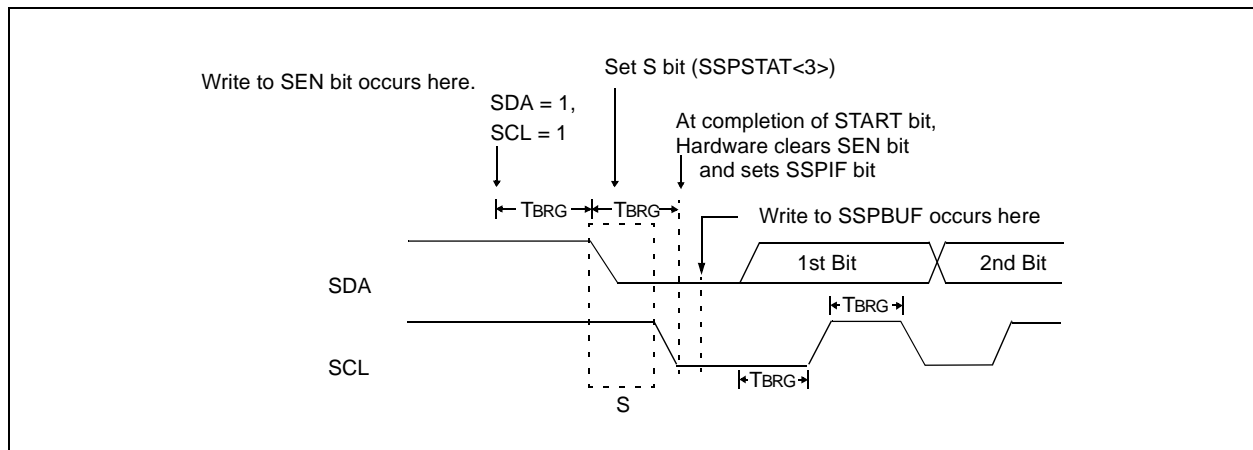 Set S bit (SSPSTAT<3>)
Write to SEN bit occurs here.
SDA = 1,
SCL = 1
At completion of START bit,
Hardware clears SEN bit
and sets SSPIF bit
TBRG
TBRG
Write to SSPBUF occurs here
1st Bit
2nd Bit
SDA
TBRG
SCL
TBRG
S